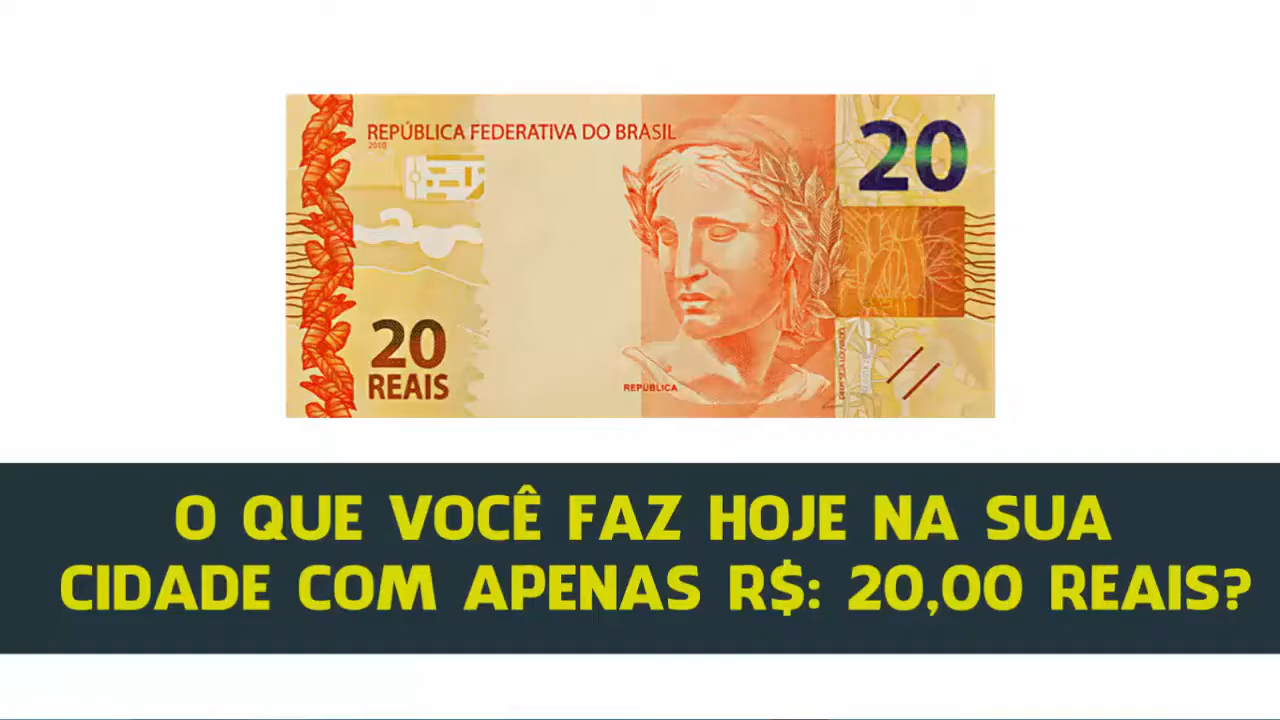 REPÚBLICA FEDERATIVA DO BRASIL
2010
20
20
REAIS
REPÚBLICA
O QUE VOCÊ FAZ HOJE NA SUA
CIDADE COM APENAS R$: 20,00 REAIS?